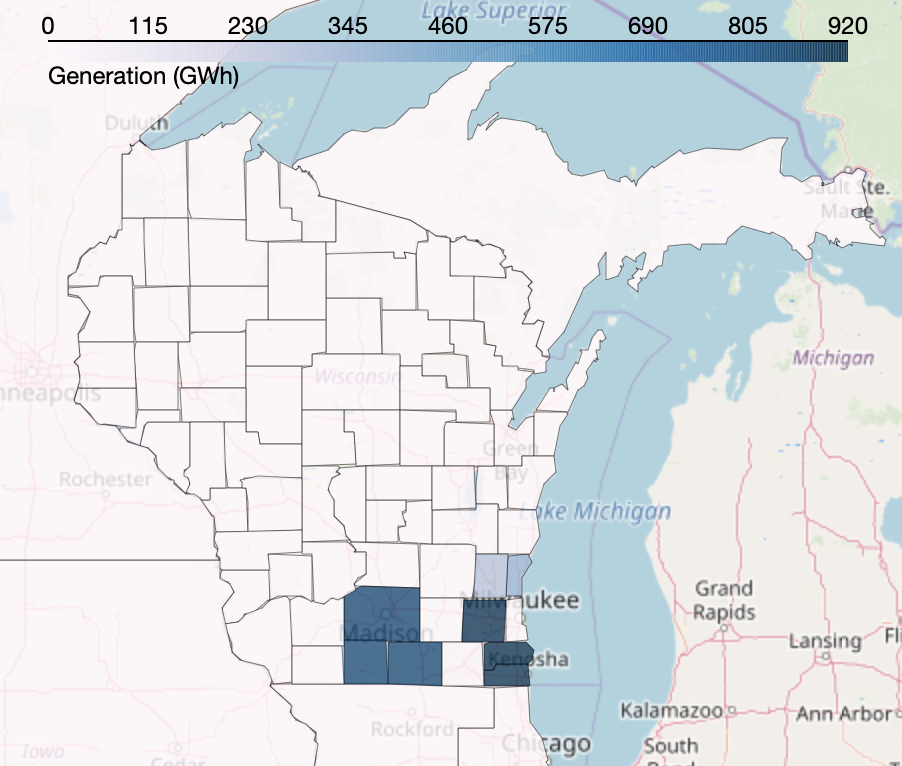 Lake Superior
0 115 230 345 460 575 690 805 920
Generation (GWh)
Duluth
Sault Ste.
Marie
Michigan
Wisconsin
nneapolis
Green
Bay
Rochester
Lake Michigan
Milwaukee
Grand
Rapids
Madison
Lansing
Fli
Kenosha
Kalamazoo
Ann Arbor
Rockford
Iowa
Chicago
South
Bend
Cedar